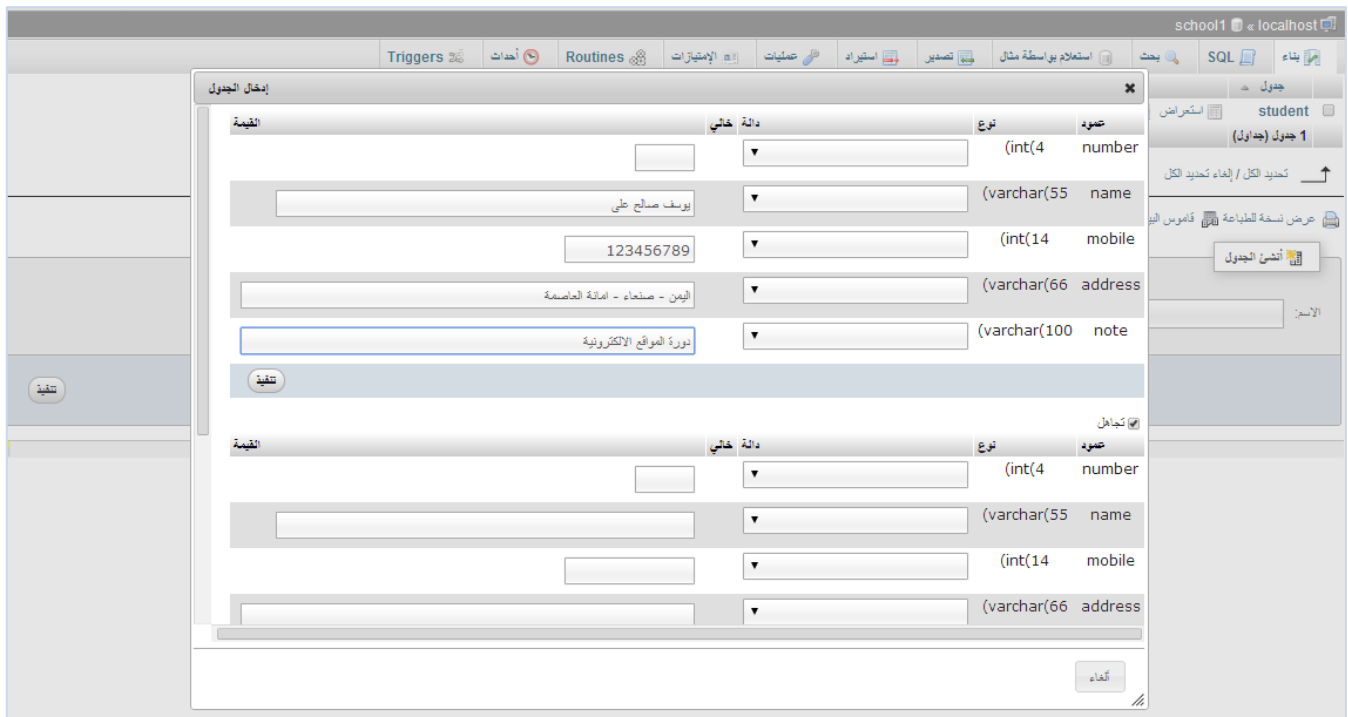 school1 » localhost
بناء SQL بحث استعلام بواسطة مثال تصدير استيراد عمليات الإمتيازات Routines أحداث Triggers
جدول
student استعراض
1 جدول (جداول)
تحديد الكل / إلغاء تحديد الكل
عرض نسخة للطباعة قاموس البي
أنشئ الجدول
الاسم:
تنفيذ
إدخال الجدول
عمود نوع دالة خالي القيمة
number (int(4
name (varchar(55 يوسف صالح على
mobile (int(14 123456789
address (varchar(66 اليمن - صنعاء - امانة العاصمة
note (varchar(100 دورة المواقع الالكترونية
تنفيذ
تجاهل
عمود نوع دالة خالي القيمة
number (int(4
name (varchar(55
mobile (int(14
address (varchar(66
ألغاء